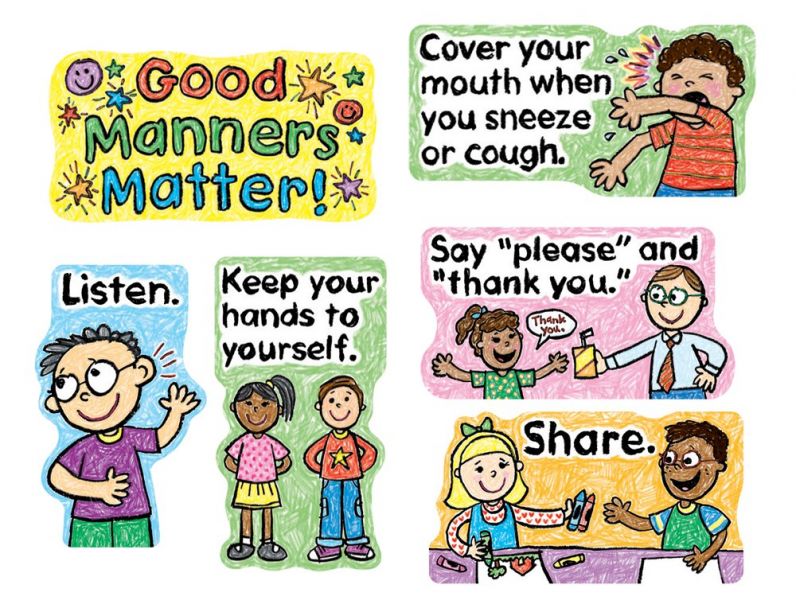 Good
Manners
Matter!
Cover your
mouth when
you sneeze
or cough.
Listen.
Keep your
hands to
yourself.
Say "please" and
"thank you."
Thank
you.
Share.